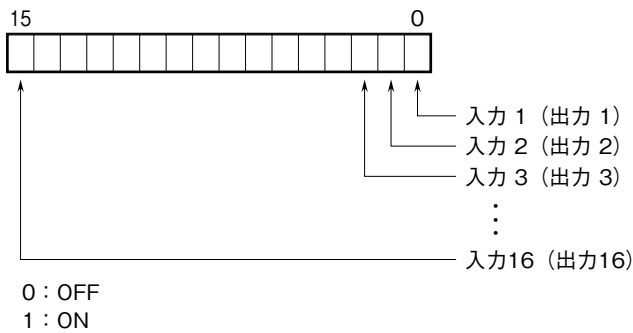 15 0
入力 1（出力 1）
入力 2（出力 2）
入力 3（出力 3）
入力16（出力16）
0：OFF
1：ON